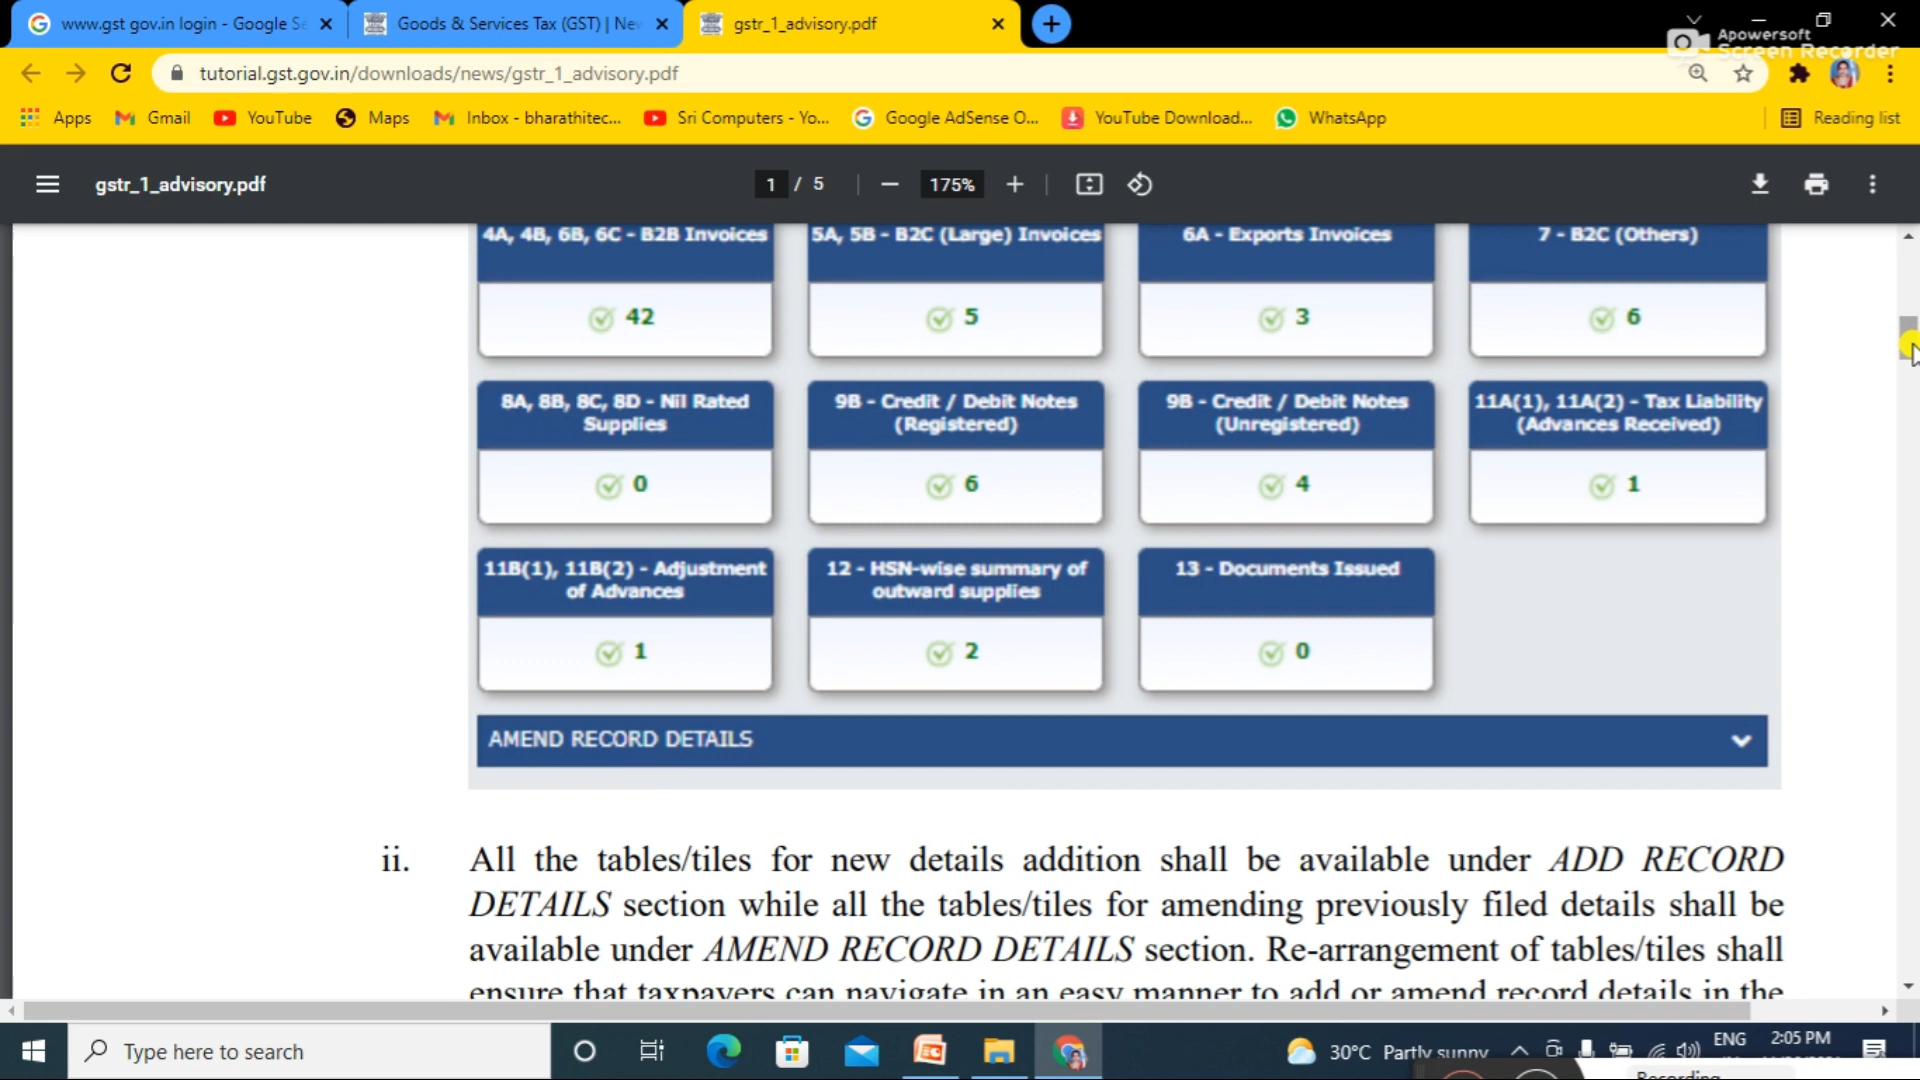 www.gst gov.in login - Google Se
Goods & Services Tax (GST) | New
gstr_1_advisory.pdf
Apowersoft
Screen Recorder
tutorial.gst.gov.in/downloads/news/gstr_1_advisory.pdf
Apps
Gmail
YouTube
Maps
Inbox - bharathitec...
Sri Computers - Yo...
Google AdSense O...
YouTube Download...
WhatsApp
Reading list
gstr_1_advisory.pdf
1 / 5
175%
4A, 4B, 6B, 6C - B2B Invoices
5A, 5B - B2C (Large) Invoices
6A - Exports Invoices
7 - B2C (Others)
42
5
3
6
8A, 8B, 8C, 8D - Nil Rated
Supplies
9B - Credit / Debit Notes
(Registered)
9B - Credit / Debit Notes
(Unregistered)
11A(1), 11A(2) - Tax Liability
(Advances Received)
0
6
4
1
11B(1), 11B(2) - Adjustment
of Advances
12 - HSN-wise summary of
outward supplies
13 - Documents Issued
1
2
0
AMEND RECORD DETAILS
ii. All the tables/tiles for new details addition shall be available under ADD RECORD
DETAILS section while all the tables/tiles for amending previously filed details shall be
available under AMEND RECORD DETAILS section. Re-arrangement of tables/tiles shall
ensure that taxpayers can navigate in an easy manner to add or amend record details in the
Type here to search
30°C Partly sunny
ENG
2:05 PM
Recording